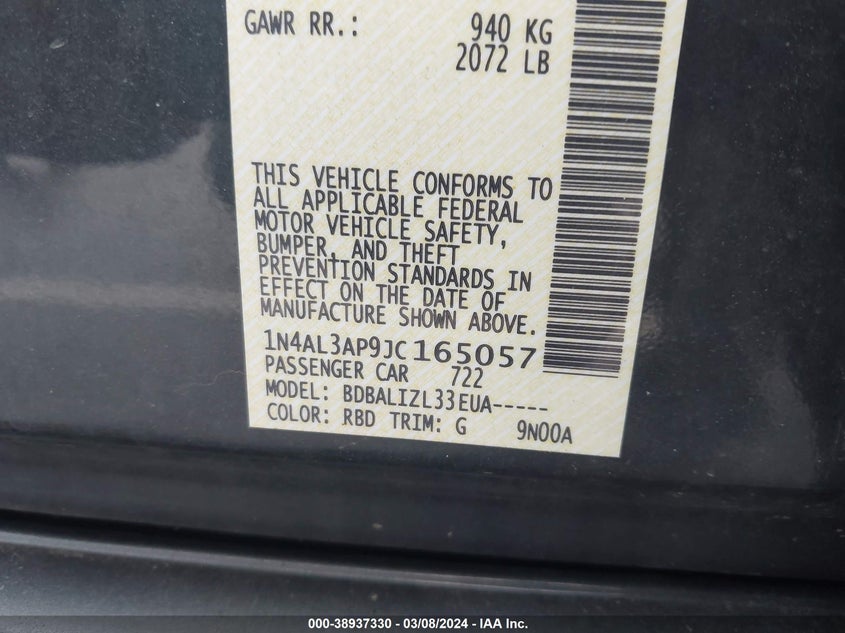 GAWR RR.: 940 KG
2072 LB
THIS VEHICLE CONFORMS TO
ALL APPLICABLE FEDERAL
MOTOR VEHICLE SAFETY,
BUMPER, AND THEFT
PREVENTION STANDARDS IN
EFFECT ON THE DATE OF
MANUFACTURE SHOWN ABOVE.
1N4AL3AP9JC165057
PASSENGER CAR 722
MODEL: BDBALIZL33EUA-----
COLOR: RBD TRIM: G 9N00A
000-38937330 - 03/08/2024 - IAA Inc.